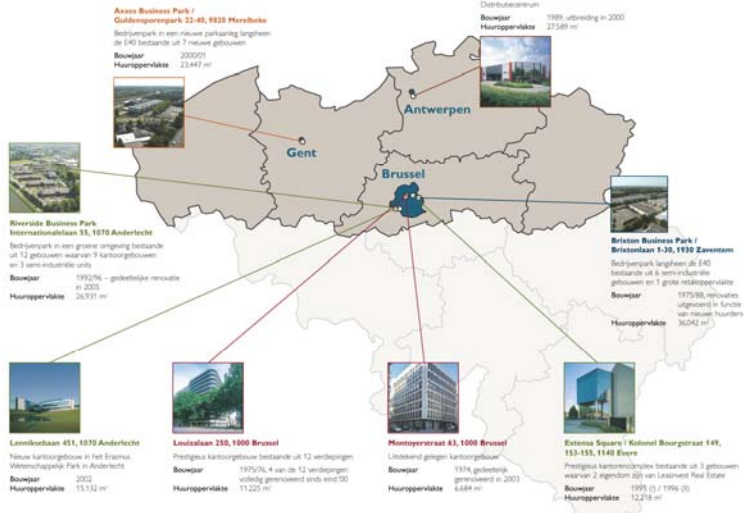 Axxes Business Park /
Guldensporenpark 22-40, 9820 Merelbeke
Bedrijvenpark in een nieuwe parkaanleg langsheen
de E40 bestaande uit 7 nieuwe gebouwen
Bouwjaar 2000/01
Huuroppervlakte 23.447 m²
Distributiecentrum
Bouwjaar 1989, uitbreiding in 2000
Huuroppervlakte 27.589 m²
Antwerpen
Gent
Brussel
Riverside Business Park
Internationalelaan 55, 1070 Anderlecht
Bedrijvenpark in een groene omgeving bestaande
uit 12 gebouwen waarvan 9 kantoorgebouwen
en 3 semi-industriële units
Bouwjaar 1992/96 – gedeeltelijke renovatie
in 2005
Huuroppervlakte 26.931 m²
Brixton Business Park /
Brixtonlaan 1-30, 1930 Zaventem
Bedrijvenpark langsheen de E40
bestaande uit 6 semi-industriële
gebouwen en 1 grote retailoppervlakte
Bouwjaar 1975/88, renovaties
uitgevoerd in functie
van nieuwe huurders
Huuroppervlakte 36.042 m²
Lenniksebaan 451, 1070 Anderlecht
Nieuw kantoorgebouw in het Erasmus
Wetenschappelijk Park in Anderlecht
Bouwjaar 2002
Huuroppervlakte 15.132 m²
Louizalaan 250, 1000 Brussel
Prestigieus kantoorgebouw bestaande uit 12 verdiepingen
Bouwjaar 1975/76, 4 van de 12 verdiepingen
volledig gerenoveerd sinds eind '00
Huuroppervlakte 11.225 m²
Montoyerstraat 63, 1000 Brussel
Uitstekend gelegen kantoorgebouw
Bouwjaar 1974, gedeeltelijk
gerenoveerd in 2003
Huuroppervlakte 6.684 m²
Extensa Square / Kolonel Bourgstraat 149,
153-155, 1140 Evere
Prestigieus kantorencomplex bestaande uit 3 gebouwen
waarvan 2 eigendom zijn van Leasinvest Real Estate
Bouwjaar 1995 (I) / 1996 (II)
Huuroppervlakte 12.218 m²